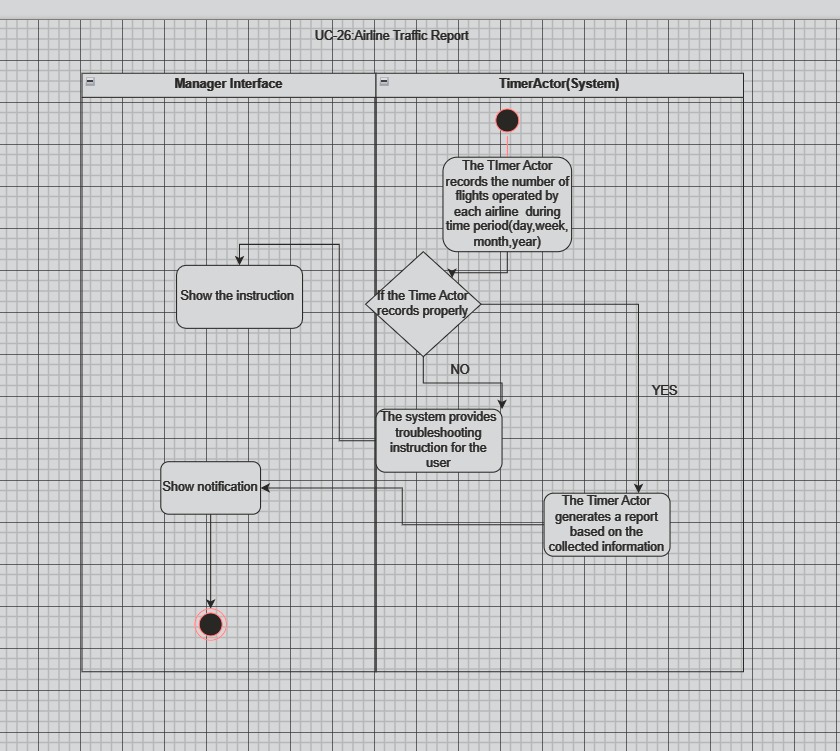 UC-26:Airline Traffic Report
Manager Interface
TimerActor(System)
The TImer Actor
records the number of
flights operated by
each airline during
time period(day,week,
month,year)
Show the instruction
If the Time Actor
records properly
NO
YES
The system provides
troubleshooting
instruction for the
user
Show notification
The Timer Actor
generates a report
based on the
collected information